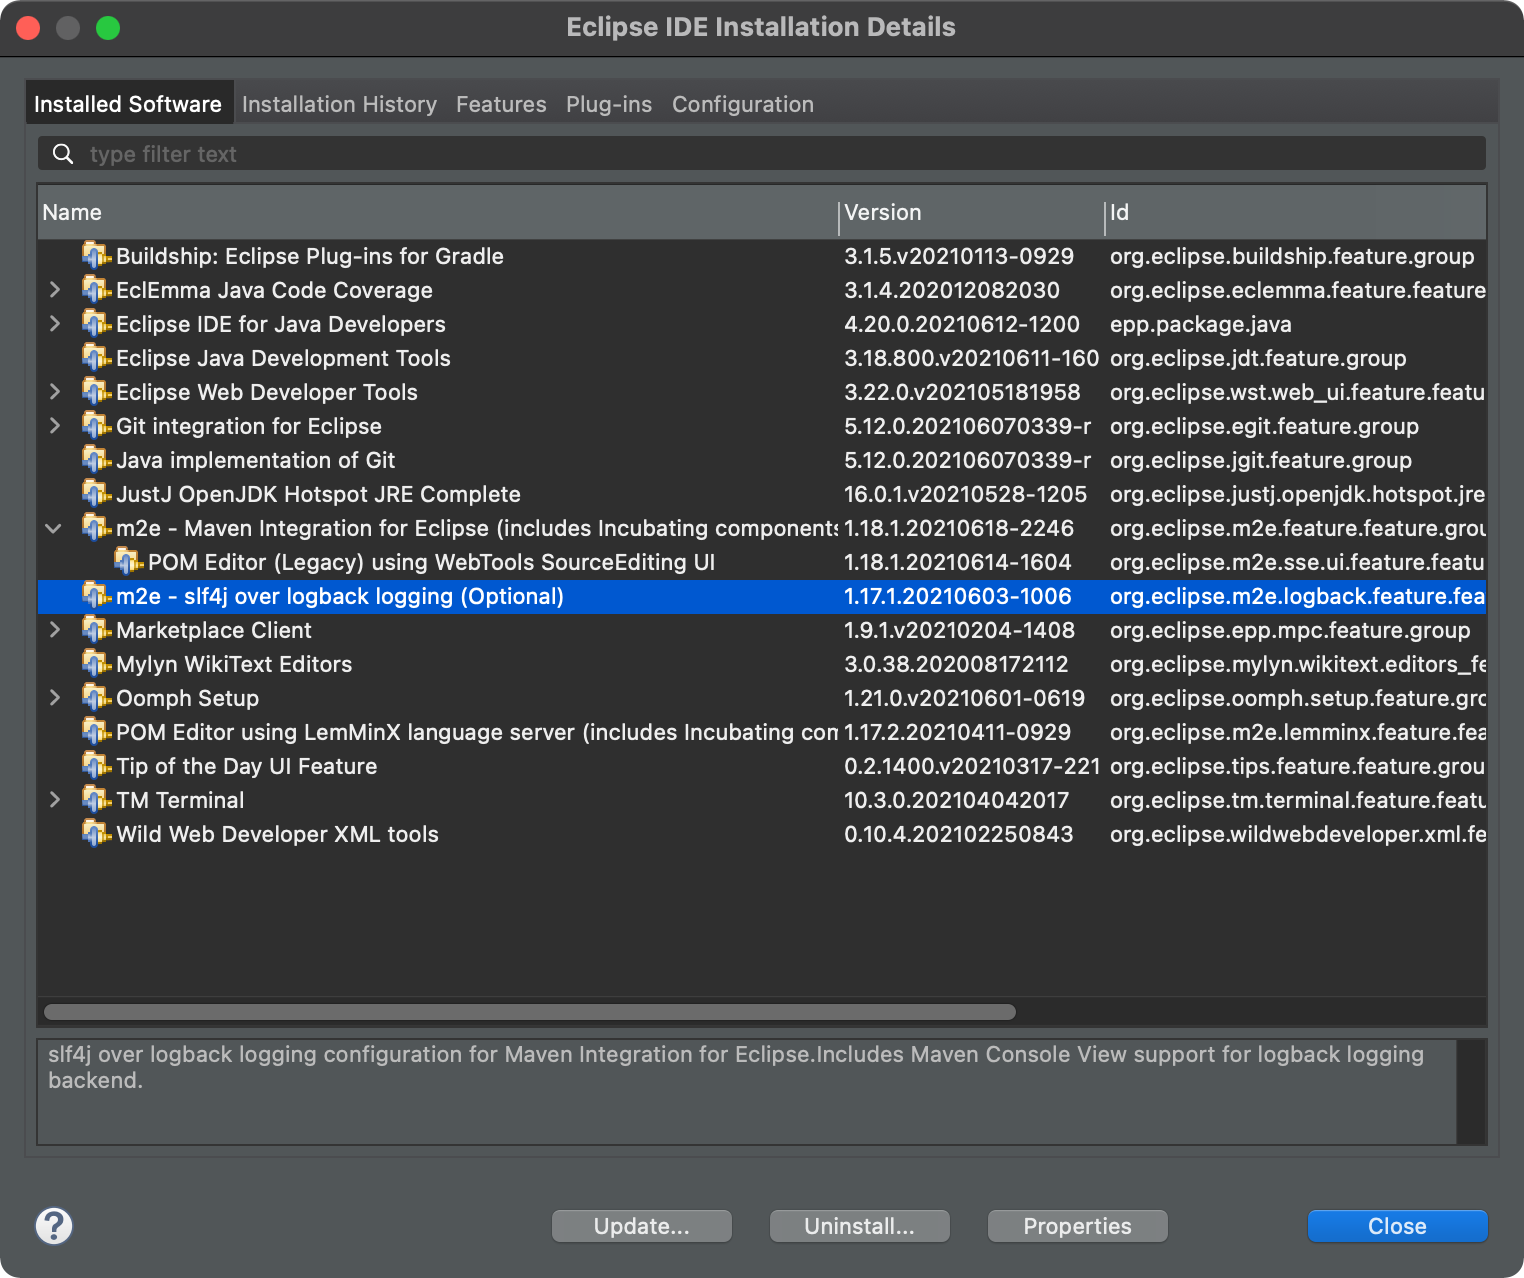 Eclipse IDE Installation Details
Installed Software Installation History Features Plug-ins Configuration
type filter text
Name Version Id
Buildship: Eclipse Plug-ins for Gradle 3.1.5.v20210113-0929 org.eclipse.buildship.feature.group
EclEmma Java Code Coverage 3.1.4.202012082030 org.eclipse.eclemma.feature.feature
Eclipse IDE for Java Developers 4.20.0.20210612-1200 epp.package.java
Eclipse Java Development Tools 3.18.800.v20210611-160 org.eclipse.jdt.feature.group
Eclipse Web Developer Tools 3.22.0.v202105181958 org.eclipse.wst.web_ui.feature.featu
Git integration for Eclipse 5.12.0.202106070339-r org.eclipse.egit.feature.group
Java implementation of Git 5.12.0.202106070339-r org.eclipse.jgit.feature.group
JustJ OpenJDK Hotspot JRE Complete 16.0.1.v20210528-1205 org.eclipse.justj.openjdk.hotspot.jre
m2e - Maven Integration for Eclipse (includes Incubating components 1.18.1.20210618-2246 org.eclipse.m2e.feature.feature.grou
POM Editor (Legacy) using WebTools SourceEditing UI 1.18.1.20210614-1604 org.eclipse.m2e.sse.ui.feature.featu
m2e - slf4j over logback logging (Optional) 1.17.1.20210603-1006 org.eclipse.m2e.logback.feature.fea
Marketplace Client 1.9.1.v20210204-1408 org.eclipse.epp.mpc.feature.group
Mylyn WikiText Editors 3.0.38.202008172112 org.eclipse.mylyn.wikitext.editors_fe
Oomph Setup 1.21.0.v20210601-0619 org.eclipse.oomph.setup.feature.grc
POM Editor using LemMinX language server (includes Incubating com 1.17.2.20210411-0929 org.eclipse.m2e.lemminx.feature.fea
Tip of the Day UI Feature 0.2.1400.v20210317-221 org.eclipse.tips.feature.feature.grou
TM Terminal 10.3.0.202104042017 org.eclipse.tm.terminal.feature.featu
Wild Web Developer XML tools 0.10.4.202102250843 org.eclipse.wildwebdeveloper.xml.fe
slf4j over logback logging configuration for Maven Integration for Eclipse.Includes Maven Console View support for logback logging
backend.
? Update... Uninstall... Properties Close